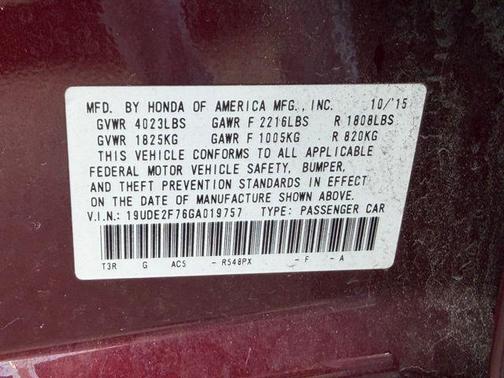 MFD. BY HONDA OF AMERICA MFG., INC. 10/15
GVWR 4023LBS GAWR F 2216LBS R 1808LBS
GVWR 1825KG GAWR F 1005KG R 820KG
THIS VEHICLE CONFORMS TO ALL APPLICABLE
FEDERAL MOTOR VEHICLE SAFETY, BUMPER,
AND THEFT PREVENTION STANDARDS IN EFFECT
ON THE DATE OF MANUFACTURE SHOWN ABOVE.
V.I.N.: 19UDE2F76GA019757 TYPE: PASSENGER CAR
T3R G AC5 - R548PX - F - A